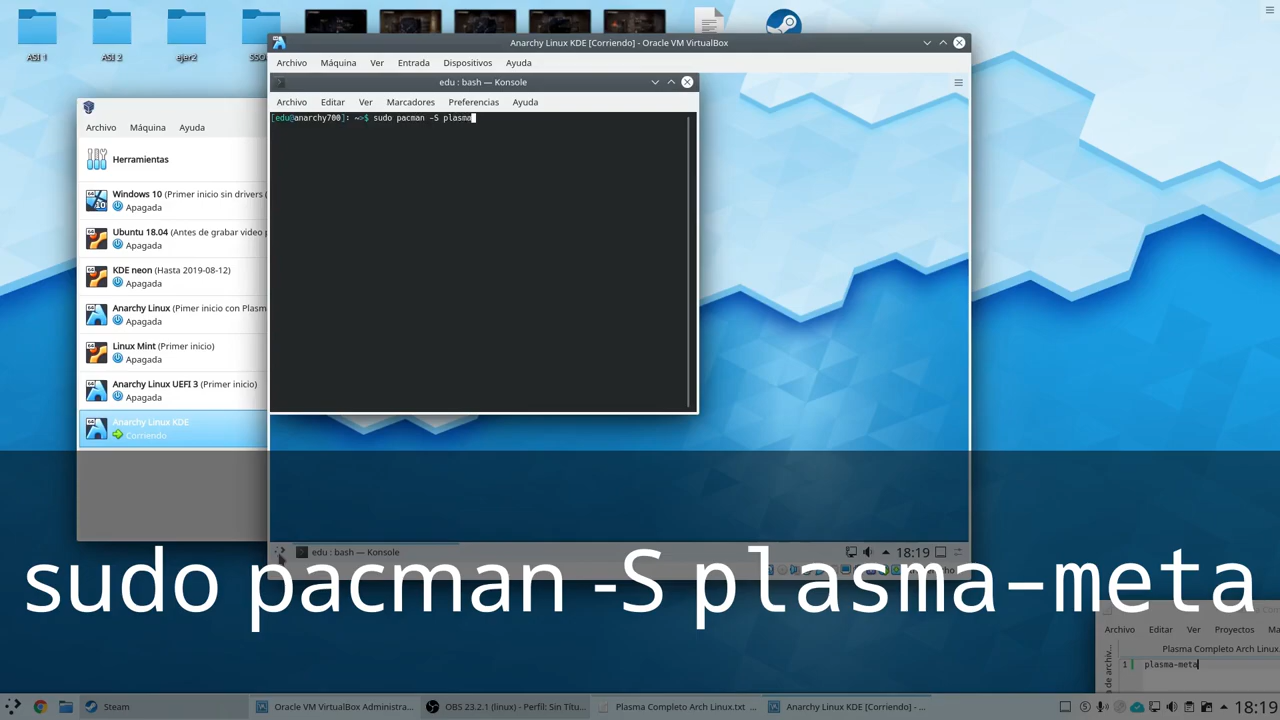 ASI 1
ASI 2
ejer2
SSO
Anarchy Linux KDE [Corriendo] - Oracle VM VirtualBox
Archivo Máquina Ver Entrada Dispositivos Ayuda
edu : bash — Konsole
Archivo Editar Ver Marcadores Preferencias Ayuda
[edu@anarchy700]: ~>$ sudo pacman -S plasma
Archivo Máquina Ayuda
Herramientas
Windows 10 (Primer inicio sin drivers (
Apagada
Ubuntu 18.04 (Antes de grabar video p
Apagada
KDE neon (Hasta 2019-08-12)
Apagada
Anarchy Linux (Pimer inicio con Plasm
Apagada
Linux Mint (Primer inicio)
Apagada
Anarchy Linux UEFI 3 (Primer inicio)
Apagada
Anarchy Linux KDE
Corriendo
edu : bash — Konsole
18:19
sudo pacman -S plasma-meta
Archivo Editar Ver Proyectos Ma
Plasma Completo Arch Linux.
1 plasma-meta
Steam
Oracle VM VirtualBox Administra...
OBS 23.2.1 (linux) - Perfil: Sin Títu...
Plasma Completo Arch Linux.txt ...
Anarchy Linux KDE [Corriendo] - ...
18:19